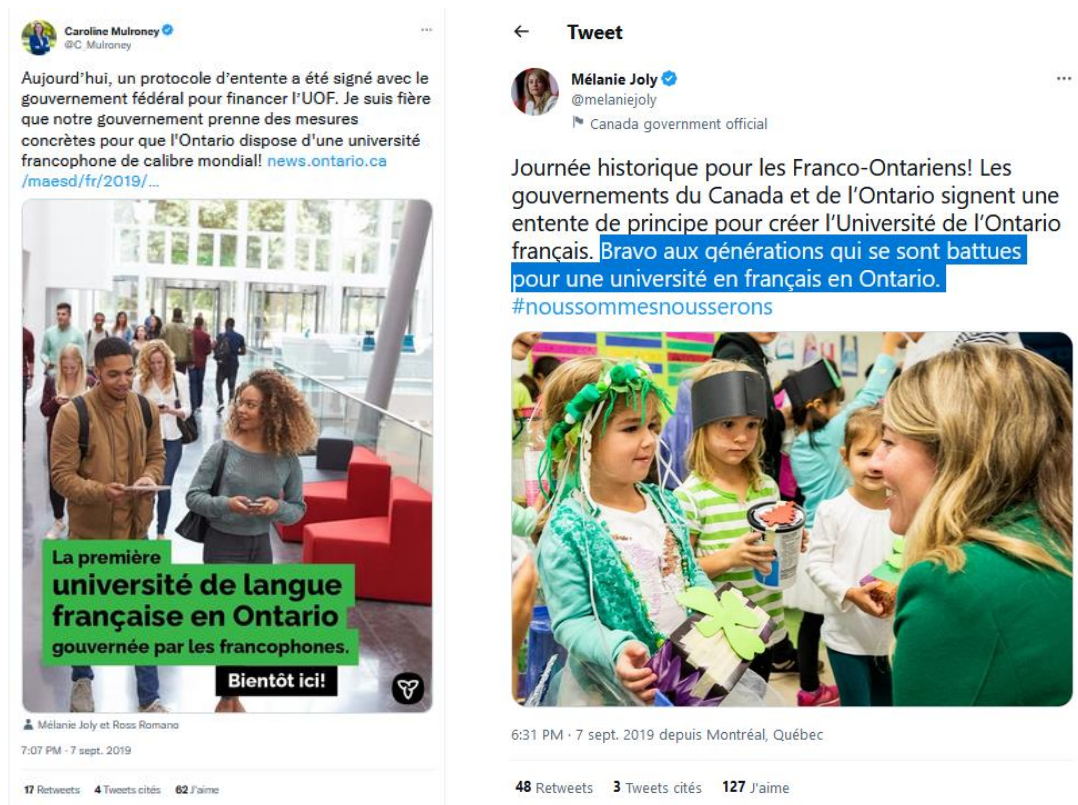 Caroline Mulroney
@C_Mulroney
Aujourd'hui, un protocole d'entente a été signé avec le
gouvernement fédéral pour financer l'UOF. Je suis fière
que notre gouvernement prenne des mesures
concrètes pour que l'Ontario dispose d'une université
francophone de calibre mondial! news.ontario.ca
/maesd/fr/2019/...
La première
université de langue
française en Ontario
gouvernée par les francophones.
Bientôt ici!
Mélanie Joly et Ross Romano
7:07 PM · 7 sept. 2019
17 Retweets 4 Tweets cités 62 J'aime
Tweet
Mélanie Joly
@melaniejoly
Canada government official
Journée historique pour les Franco-Ontariens! Les
gouvernements du Canada et de l'Ontario signent une
entente de principe pour créer l'Université de l'Ontario
français. Bravo aux générations qui se sont battues
pour une université en français en Ontario.
#noussommesnousserons
6:31 PM · 7 sept. 2019 depuis Montréal, Québec
48 Retweets 3 Tweets cités 127 J'aime